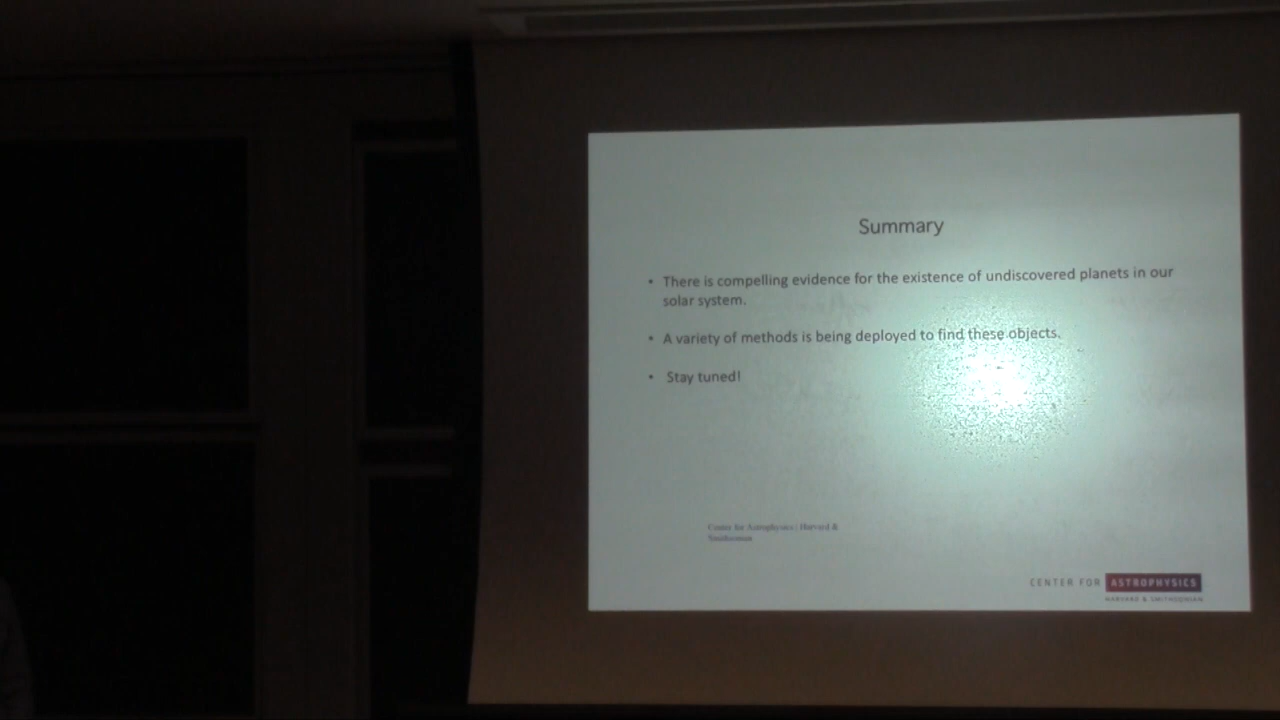 Summary
• There is compelling evidence for the existence of undiscovered planets in our
solar system.
• A variety of methods is being deployed to find these objects.
• Stay tuned!
Center for Astrophysics | Harvard &
Smithsonian
CENTER FOR ASTROPHYSICS
HARVARD & SMITHSONIAN